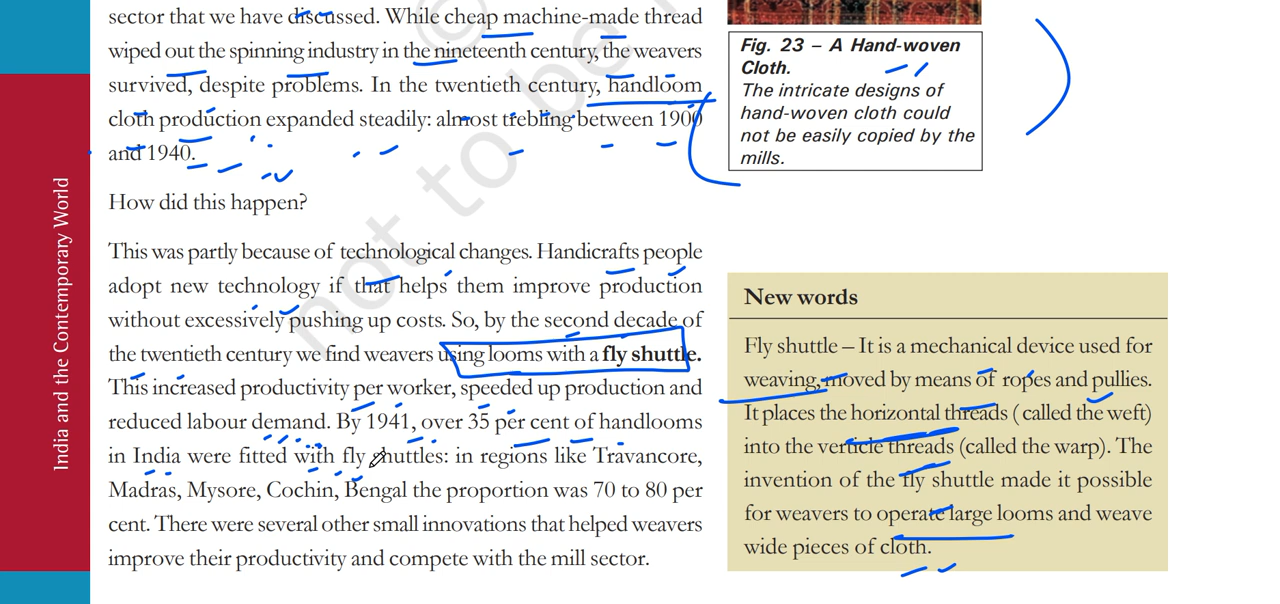 sector that we have discussed. While cheap machine-made thread
wiped out the spinning industry in the nineteenth century, the weavers
survived, despite problems. In the twentieth century, handloom
cloth production expanded steadily: almost trebling between 1900
and 1940.
How did this happen?
This was partly because of technological changes. Handicrafts people
adopt new technology if that helps them improve production
without excessively pushing up costs. So, by the second decade of
the twentieth century we find weavers using looms with a fly shuttle.
This increased productivity per worker, speeded up production and
reduced labour demand. By 1941, over 35 per cent of handlooms
in India were fitted with fly shuttles: in regions like Travancore,
Madras, Mysore, Cochin, Bengal the proportion was 70 to 80 per
cent. There were several other small innovations that helped weavers
improve their productivity and compete with the mill sector.
Fig. 23 – A Hand-woven
Cloth.
The intricate designs of
hand-woven cloth could
not be easily copied by the
mills.
New words
Fly shuttle – It is a mechanical device used for
weaving, moved by means of ropes and pullies.
It places the horizontal threads ( called the weft)
into the verticle threads (called the warp). The
invention of the fly shuttle made it possible
for weavers to operate large looms and weave
wide pieces of cloth.
India and the Contemporary World
©
not to be